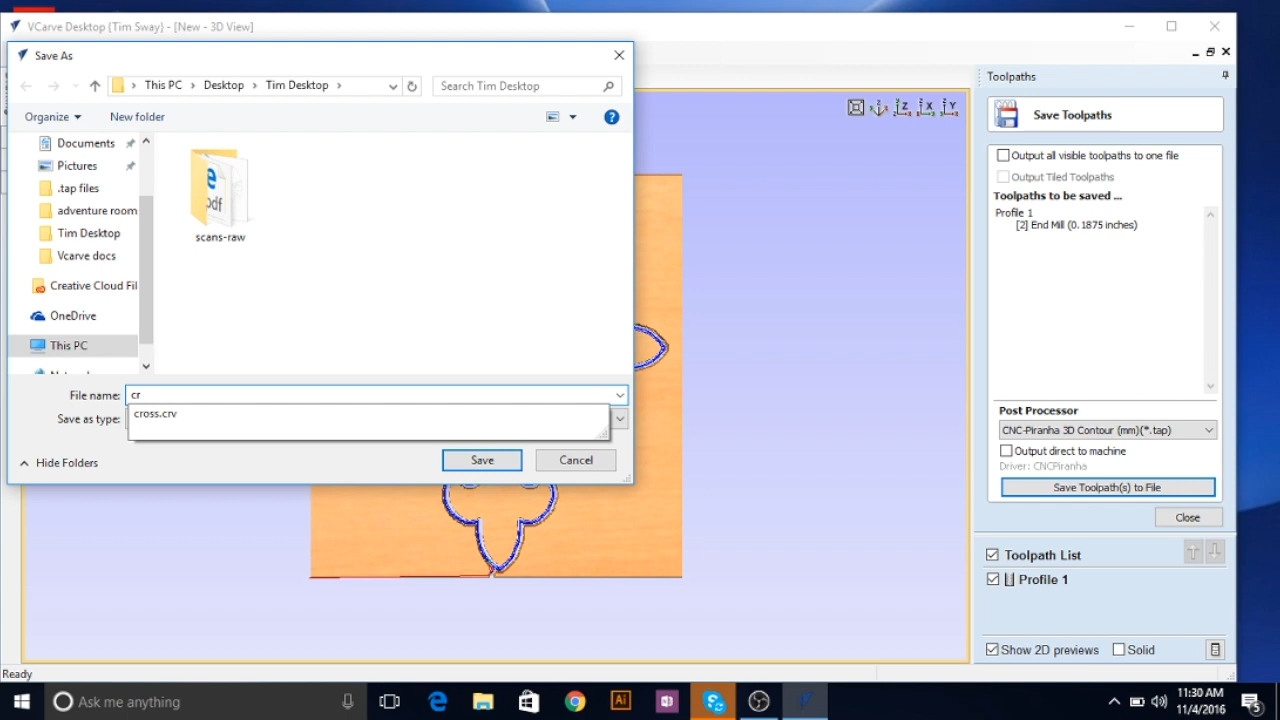 VCarve Desktop {Tim Sway} - [New - 3D View]
Save As
This PC > Desktop > Tim Desktop >
Search Tim Desktop
Organize
New folder
Documents
Pictures
.tap files
adventure room
Tim Desktop
Vcarve docs
Creative Cloud Fil
OneDrive
This PC
pdf
scans-raw
File name: cr
cross.crv
Save as type:
Hide Folders
Save
Cancel
Z
X
Y
Toolpaths
Save Toolpaths
Output all visible toolpaths to one file
Output Tiled Toolpaths
Toolpaths to be saved ...
Profile 1
[2] End Mill (0.1875 inches)
Post Processor
CNC-Piranha 3D Contour (mm)(*.tap)
Output direct to machine
Driver: CNCPiranha
Save Toolpath(s) to File
Close
Toolpath List
Profile 1
Show 2D previews
Solid
Ready
Ask me anything
Ai
11:30 AM
11/4/2016
5